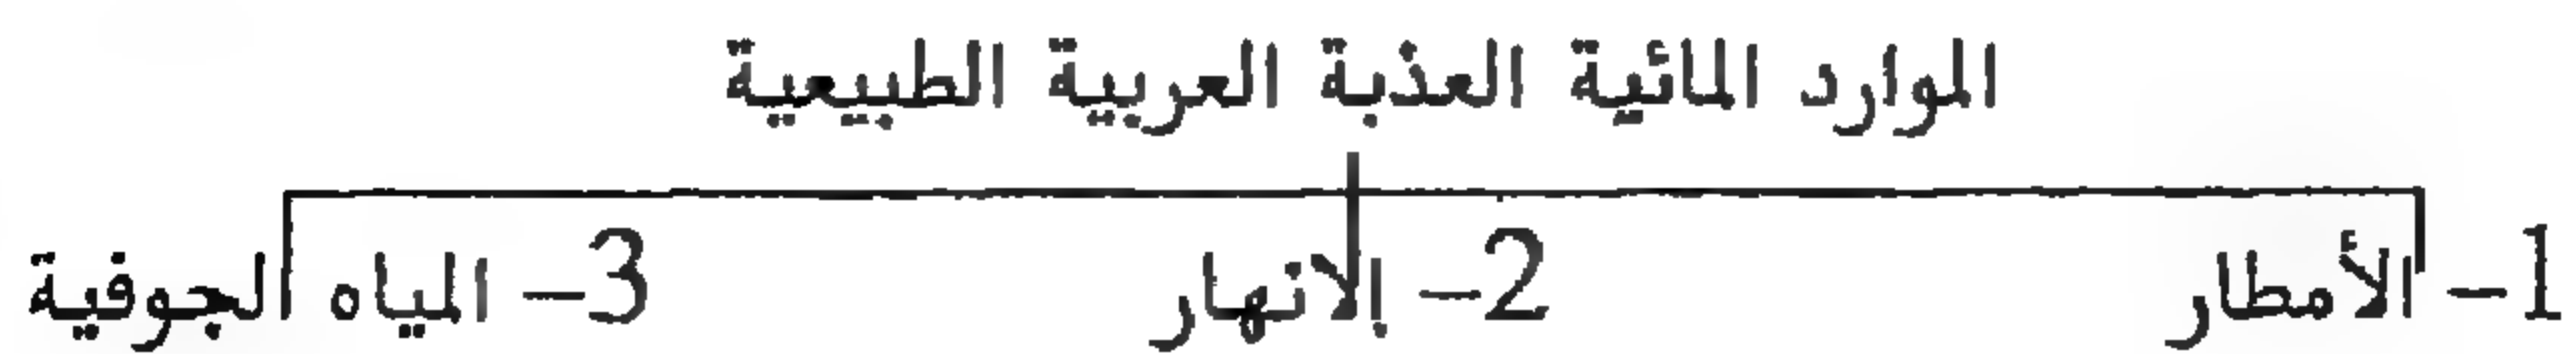 الموارد المائية العذبة العربية الطبيعية
1- الأمطار 2- الانهار 3- المياه الجوفية